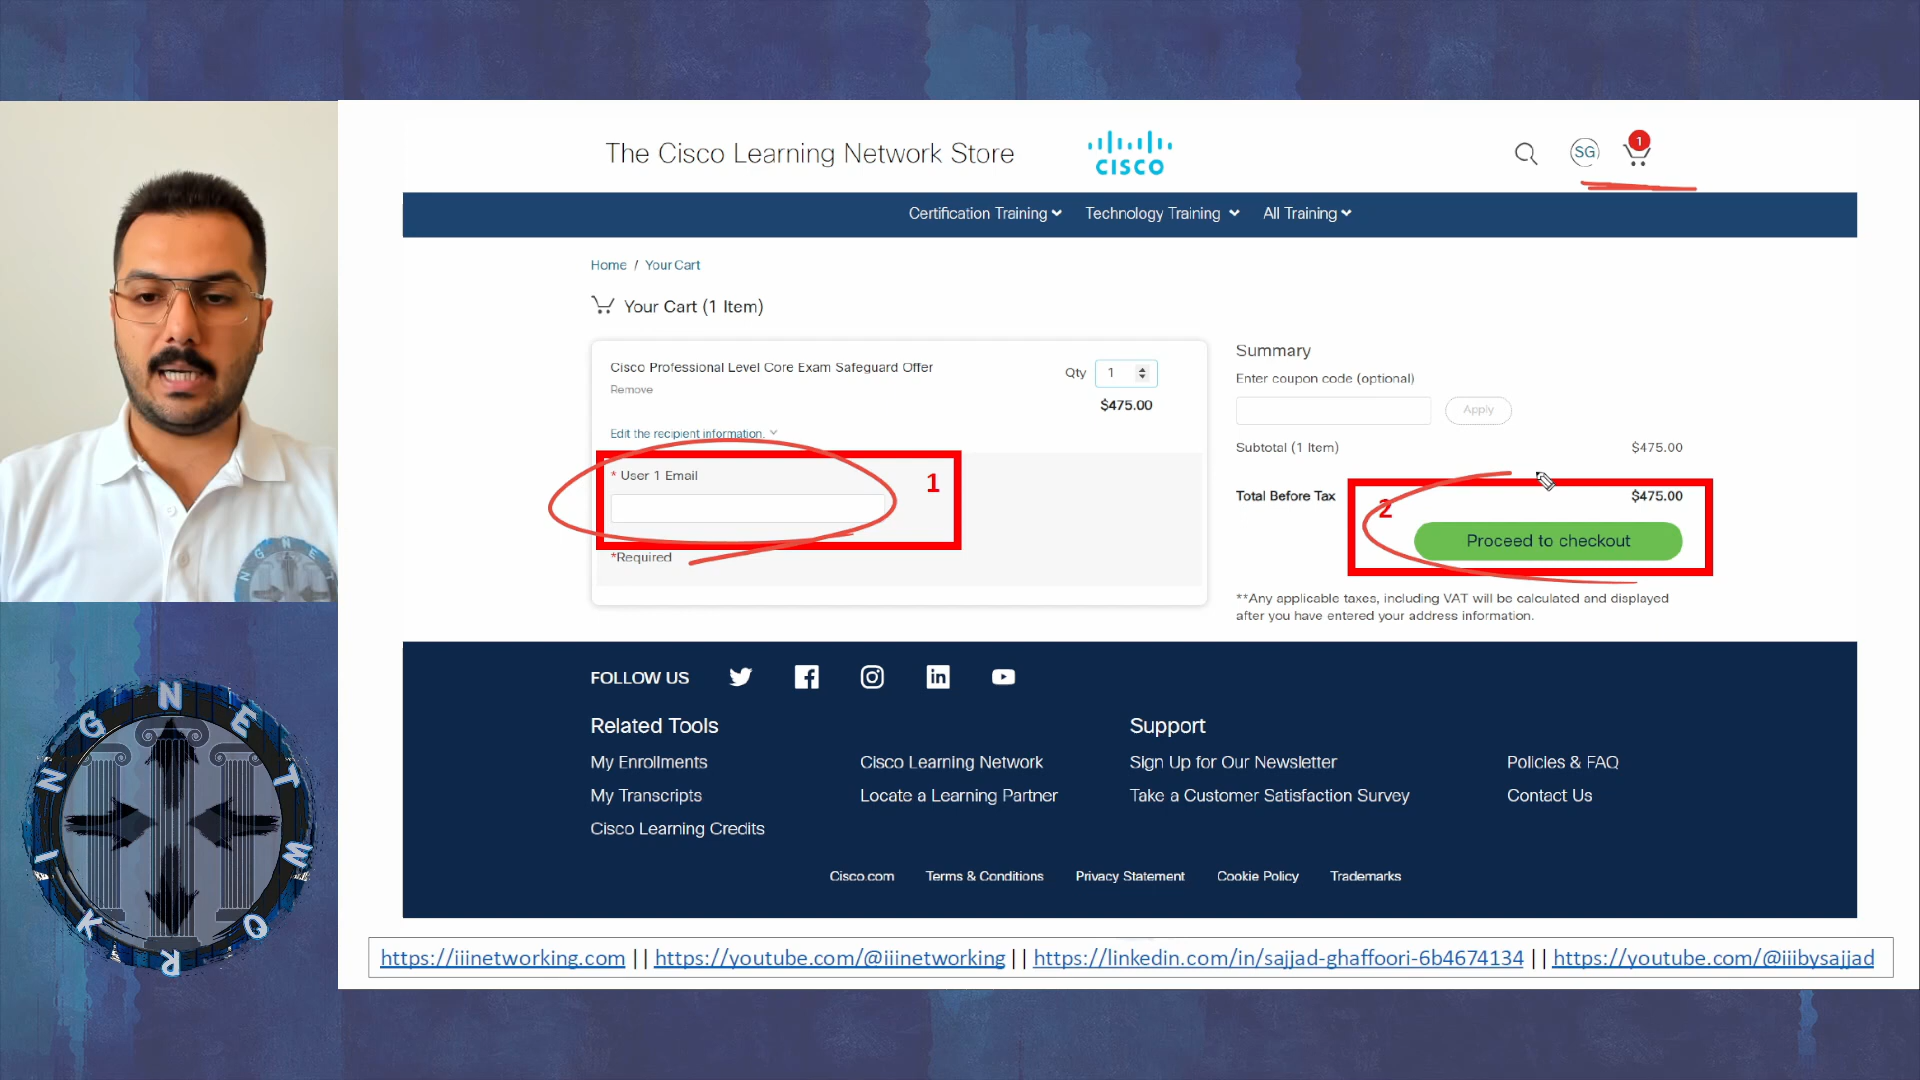 The Cisco Learning Network Store
CISCO
SG
1
Certification Training
Technology Training
All Training
Home / Your Cart
Your Cart (1 Item)
Cisco Professional Level Core Exam Safeguard Offer
Remove
Qty 1
$475.00
Edit the recipient information.
* User 1 Email
1
*Required
Summary
Enter coupon code (optional)
Apply
Subtotal (1 Item) $475.00
Total Before Tax $475.00
2
Proceed to checkout
**Any applicable taxes, including VAT will be calculated and displayed
after you have entered your address information.
FOLLOW US
Related Tools
My Enrollments
My Transcripts
Cisco Learning Credits
Cisco Learning Network
Locate a Learning Partner
Support
Sign Up for Our Newsletter
Take a Customer Satisfaction Survey
Policies & FAQ
Contact Us
Cisco.com Terms & Conditions Privacy Statement Cookie Policy Trademarks
https://iiinetworking.com || https://youtube.com/@iiinetworking || https://linkedin.com/in/sajjad-ghaffoori-6b4674134 || https://youtube.com/@iiibysajjad
NETWORKING